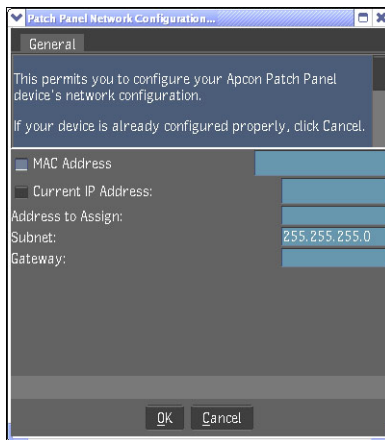 Patch Panel Network Configuration...
General
This permits you to configure your Apcon Patch Panel
device's network configuration.
If your device is already configured properly, click Cancel.
MAC Address
Current IP Address:
Address to Assign:
Subnet: 255.255.255.0
Gateway:
OK Cancel